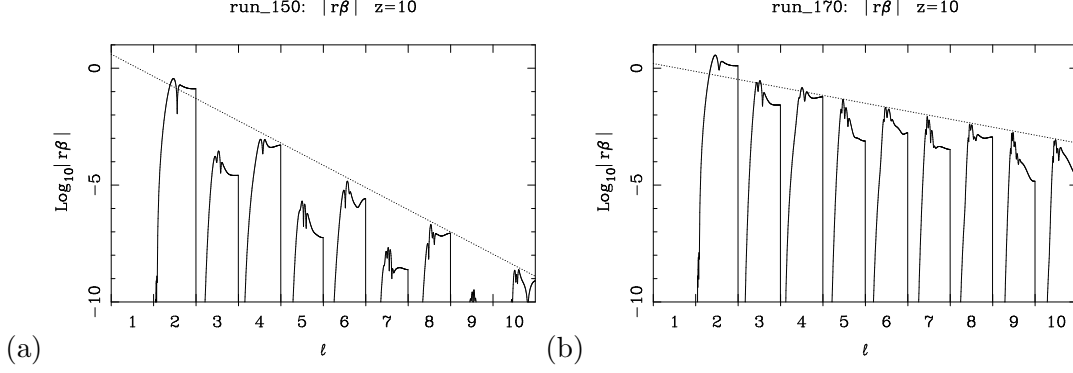 run_150: |rβ| z=10
Log₁₀|rβ|
0
−5
−10
1 2 3 4 5 6 7 8 9 10
ℓ
(a)
run_170: |rβ| z=10
Log₁₀|rβ|
0
−5
−10
1 2 3 4 5 6 7 8 9 10
ℓ
(b)